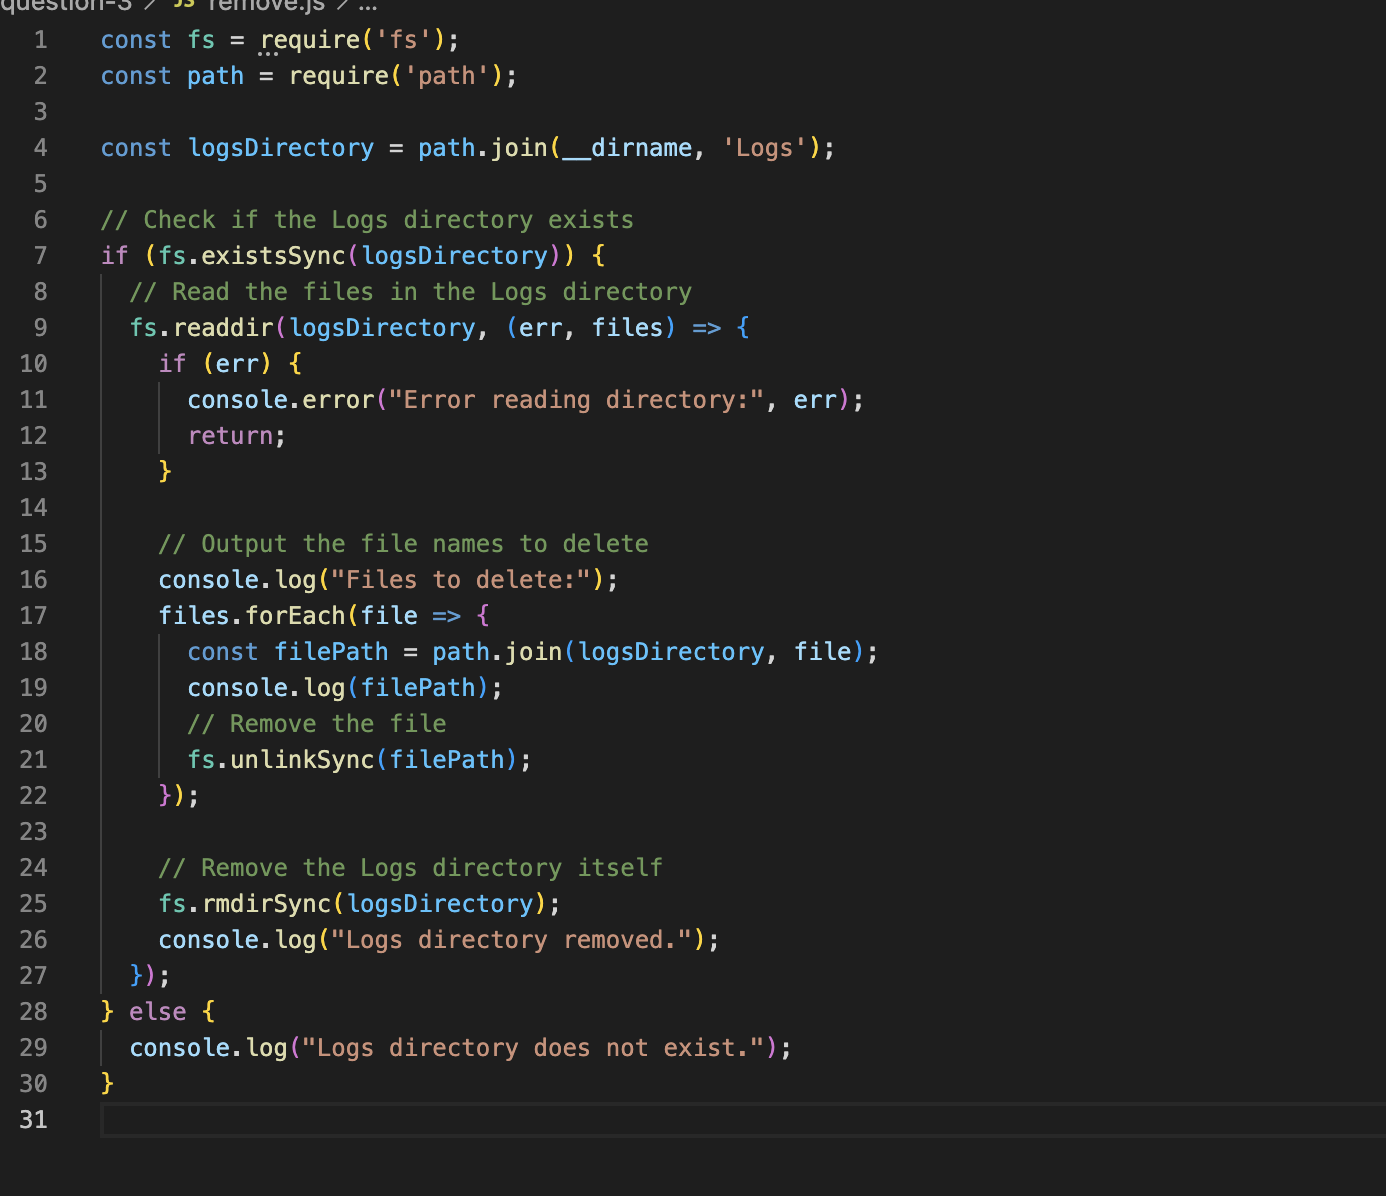 question-3 > JS remove.js > ...
1 const fs = require('fs');
2 const path = require('path');
3
4 const logsDirectory = path.join(__dirname, 'Logs');
5
6 // Check if the Logs directory exists
7 if (fs.existsSync(logsDirectory)) {
8   // Read the files in the Logs directory
9   fs.readdir(logsDirectory, (err, files) => {
10     if (err) {
11       console.error("Error reading directory:", err);
12       return;
13     }
14
15     // Output the file names to delete
16     console.log("Files to delete:");
17     files.forEach(file => {
18       const filePath = path.join(logsDirectory, file);
19       console.log(filePath);
20       // Remove the file
21       fs.unlinkSync(filePath);
22     });
23
24     // Remove the Logs directory itself
25     fs.rmdirSync(logsDirectory);
26     console.log("Logs directory removed.");
27   });
28 } else {
29   console.log("Logs directory does not exist.");
30 }
31